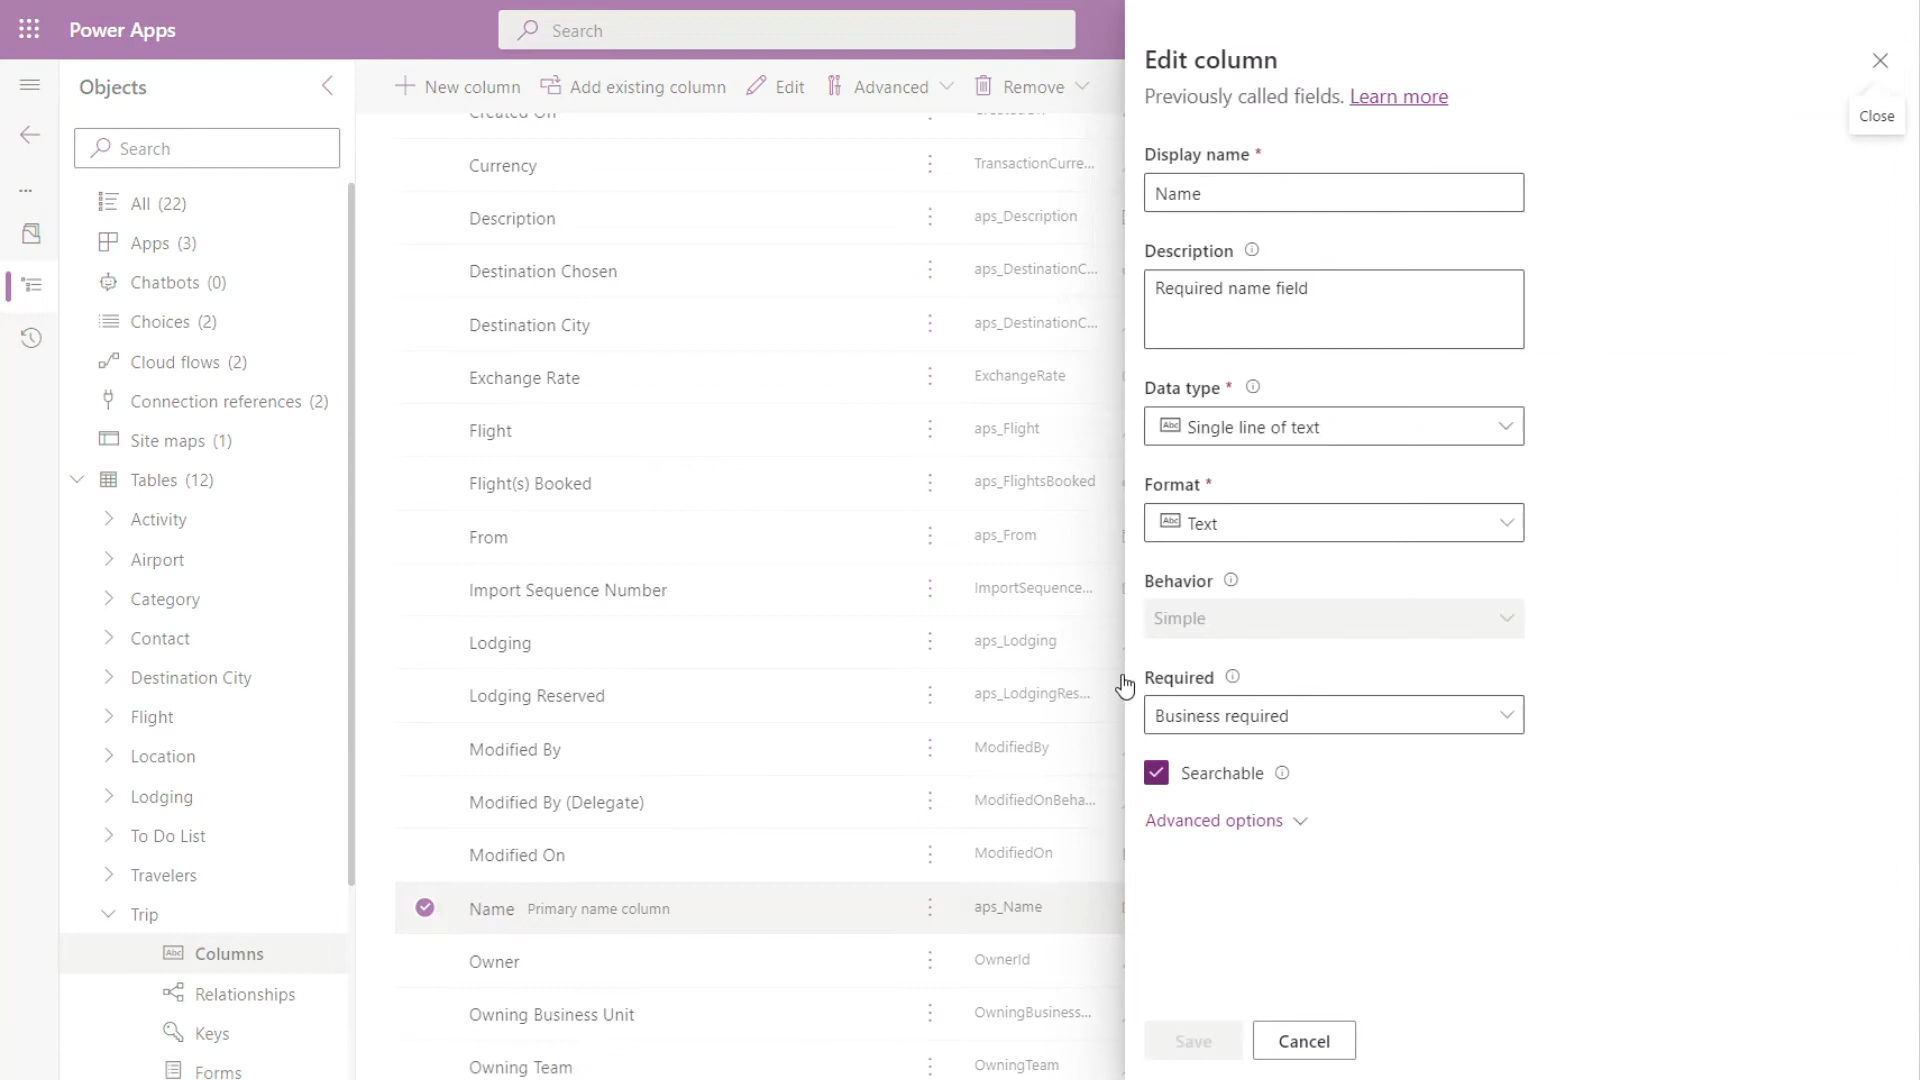 Power Apps
Search
Objects
Search
All (22)
Apps (3)
Chatbots (0)
Choices (2)
Cloud flows (2)
Connection references (2)
Site maps (1)
Tables (12)
Activity
Airport
Category
Contact
Destination City
Flight
Location
Lodging
To Do List
Travelers
Trip
Abc Columns
Relationships
Keys
Forms
New column
Add existing column
Edit
Advanced
Remove
Created On
Currency TransactionCurre...
Description aps_Description
Destination Chosen aps_DestinationC...
Destination City aps_DestinationC...
Exchange Rate ExchangeRate
Flight aps_Flight
Flight(s) Booked aps_FlightsBooked
From aps_From
Import Sequence Number ImportSequence...
Lodging aps_Lodging
Lodging Reserved aps_LodgingRes...
Modified By ModifiedBy
Modified By (Delegate) ModifiedOnBeha...
Modified On ModifiedOn
Name Primary name column aps_Name
Owner OwnerId
Owning Business Unit OwningBusiness...
Owning Team OwningTeam
Edit column
Previously called fields. Learn more
Close
Display name *
Name
Description
Required name field
Data type *
Abc Single line of text
Format *
Abc Text
Behavior
Simple
Required
Business required
Searchable
Advanced options
Save
Cancel